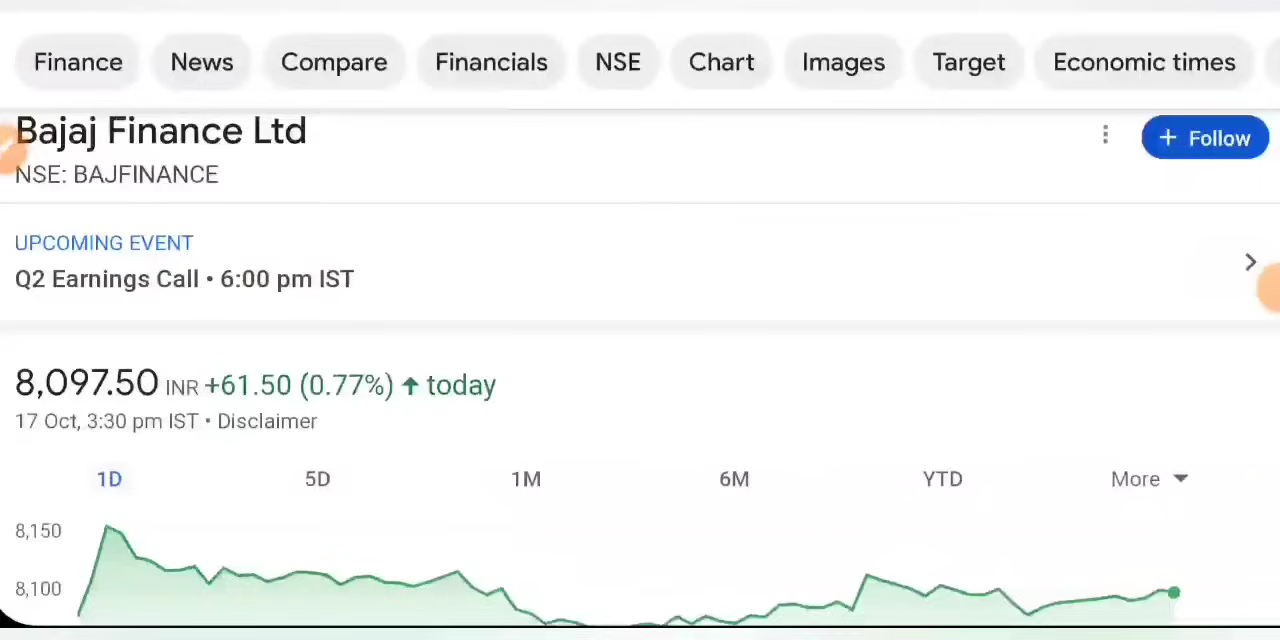 Finance News Compare Financials NSE Chart Images Target Economic times
Bajaj Finance Ltd
+ Follow
NSE: BAJFINANCE
UPCOMING EVENT
Q2 Earnings Call • 6:00 pm IST
8,097.50 INR +61.50 (0.77%) ↑ today
17 Oct, 3:30 pm IST • Disclaimer
1D 5D 1M 6M YTD More
8,150
8,100